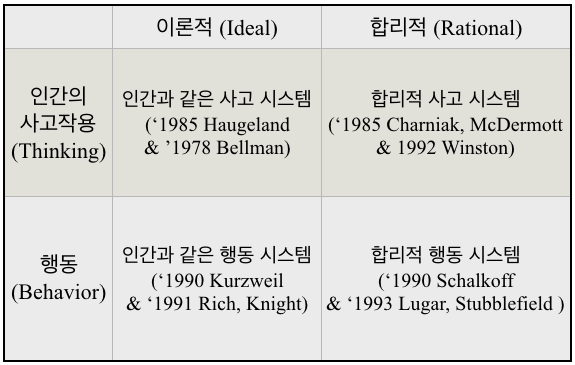 이론적 (Ideal)
합리적 (Rational)
인간의
사고작용
(Thinking)
인간과 같은 사고 시스템
(‘1985 Haugeland
& ’1978 Bellman)
합리적 사고 시스템
(‘1985 Charniak, McDermott
& 1992 Winston)
행동
(Behavior)
인간과 같은 행동 시스템
(‘1990 Kurzweil
& ‘1991 Rich, Knight)
합리적 행동 시스템
(‘1990 Schalkoff
& ‘1993 Lugar, Stubblefield )